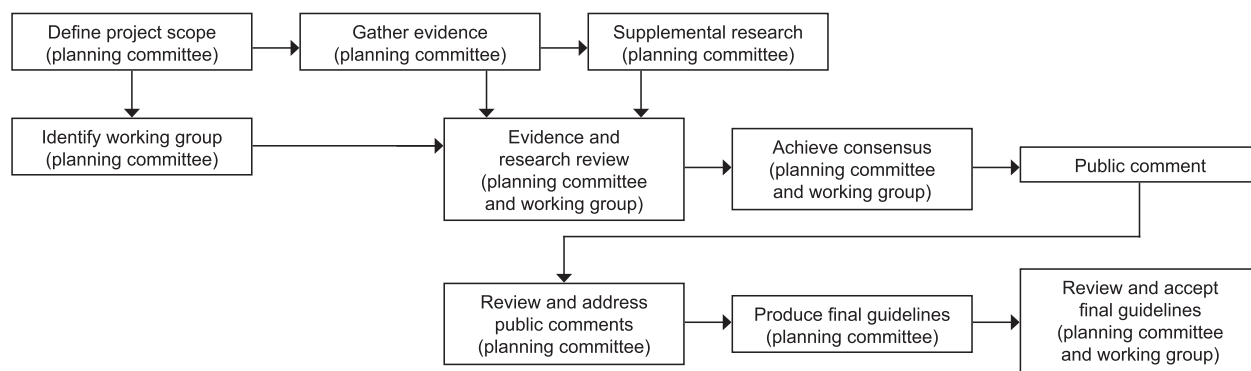 Define project scope
(planning committee)
Gather evidence
(planning committee)
Supplemental research
(planning committee)
Identify working group
(planning committee)
Evidence and
research review
(planning committee
and working group)
Achieve consensus
(planning committee
and working group)
Public comment
Review and address
public comments
(planning committee)
Produce final guidelines
(planning committee)
Review and accept
final guidelines
(planning committee
and working group)